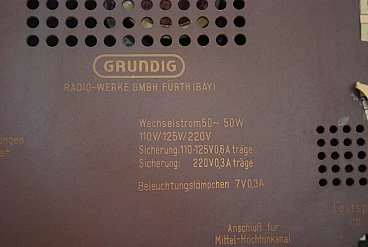 GRUNDIG
RADIO-WERKE GMBH FÜRTH (BAY)
Wechselstrom 50~ 50W
110V/125V/220V
Sicherung: 110-125V 0,6A träge
Sicherung: 220V 0,3A träge
Beleuchtungslämpchen 7V 0,3A
Anschluß für
Mittel-Hochtonkanal